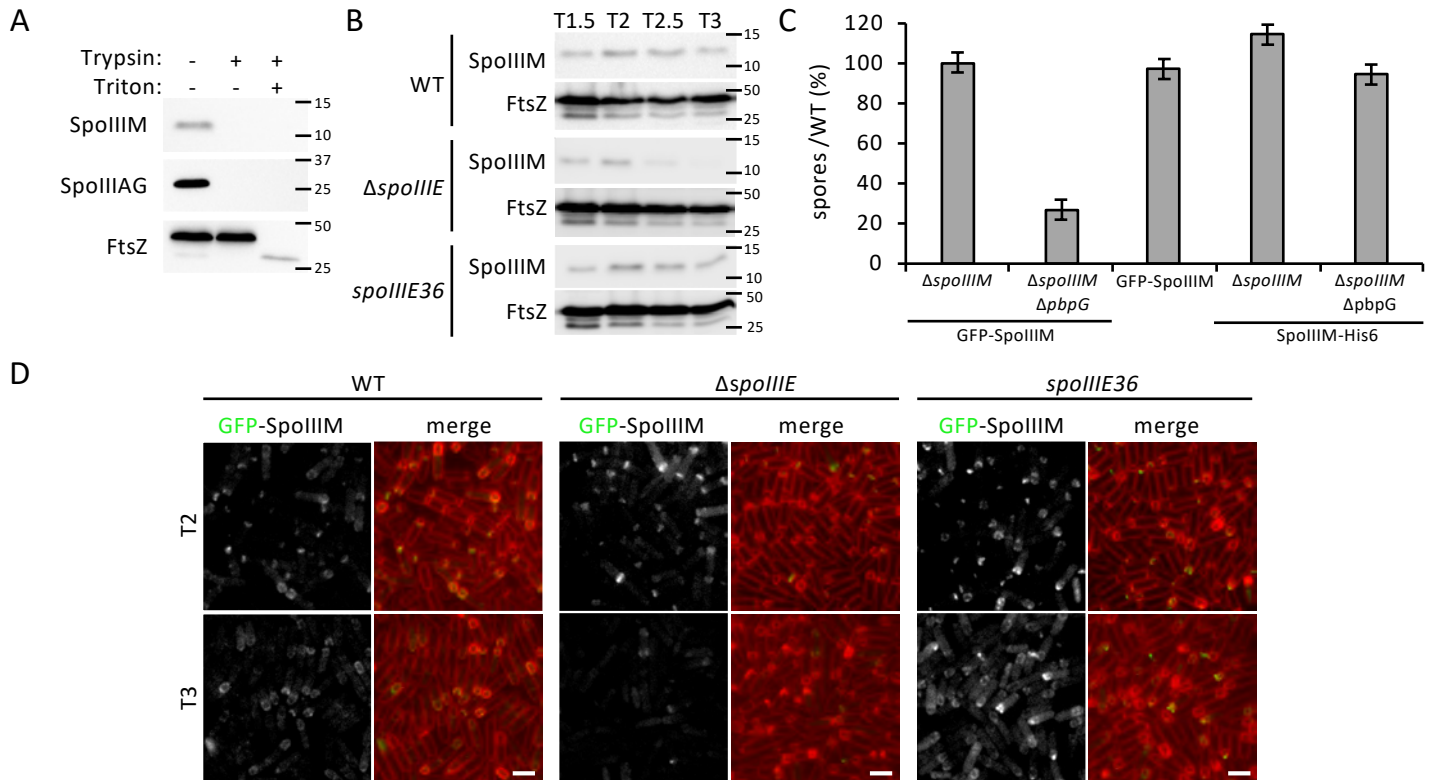 A
Trypsin: - + +
Triton: - - +
SpoIIIM
15
10
SpoIIIAG
37
25
FtsZ
50
25
B
T1.5 T2 T2.5 T3
WT
SpoIIIM
15
10
FtsZ
50
25
ΔspoIIIE
SpoIIIM
15
10
FtsZ
50
25
spoIIIE36
SpoIIIM
15
10
FtsZ
50
25
C
spores /WT (%)
120
100
80
60
40
20
0
ΔspoIIIM
ΔspoIIIM
ΔpbpG
GFP-SpoIIIM
ΔspoIIIM
ΔspoIIIM
ΔpbpG
GFP-SpoIIIM
SpoIIIM-His6
D
WT
ΔspoIIIE
spoIIIE36
GFP-SpoIIIM merge
GFP-SpoIIIM merge
GFP-SpoIIIM merge
T2
T3